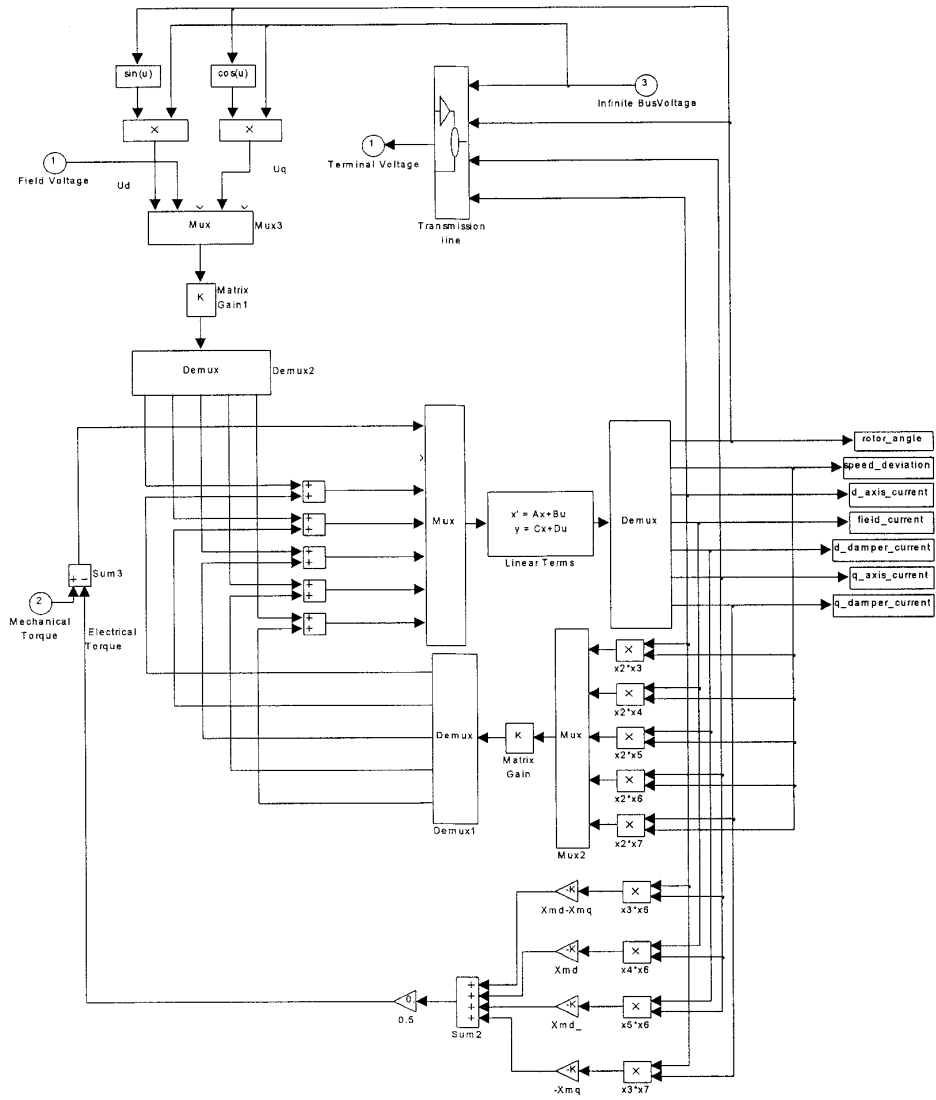 sin(u)
cos(u)
×
×
3
Infinite BusVoltage
1
Terminal Voltage
1
Field Voltage
Ud
Uq
Mux
Mux3
Transmission
line
K
Matrix
Gain1
Demux
Demux2
rotor_angle
speed_deviation
d_axis_current
field_current
d_damper_current
q_axis_current
q_damper_current
+
+
+
+
+
+
+
+
+
+
Mux
x' = Ax+Bu
y = Cx+Du
Linear Terms
Demux
+ -
Sum3
2
Mechanical
Torque
Electrical
Torque
×
x2*x3
×
x2*x4
Demux
K
Matrix
Gain
Mux
×
x2*x5
×
x2*x6
×
x2*x7
Demux1
Mux2
-K
Xmd-Xmq
×
x3*x6
-K
Xmd
×
x4*x6
0
0.5
+
+
+
+
Sum2
-K
Xmd_
×
x5*x6
-K
-Xmq
×
x3*x7